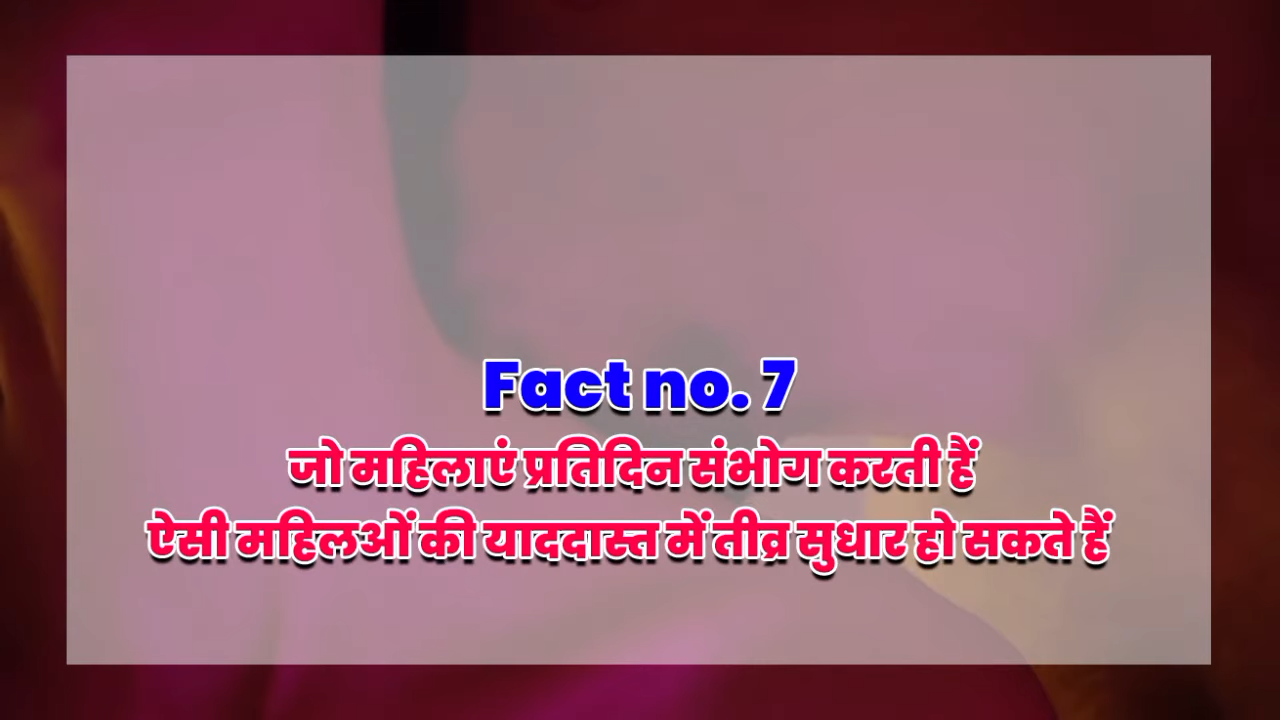 Fact no. 7
जो महिलाएं प्रतिदिन संभोग करती हैं
ऐसी महिलओं की याददास्त में तीव्र सुधार हो सकते हैं